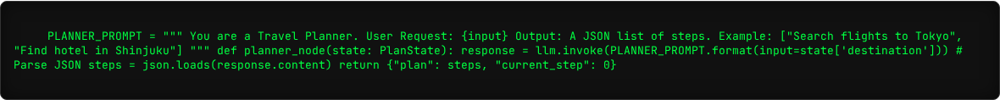 PLANNER_PROMPT = """ You are a Travel Planner. User Request: {input} Output: A JSON list of steps. Example: ["Search flights to Tokyo",
"Find hotel in Shinjuku"] """ def planner_node(state: PlanState): response = llm.invoke(PLANNER_PROMPT.format(input=state['destination'])) #
Parse JSON steps = json.loads(response.content) return {"plan": steps, "current_step": 0}